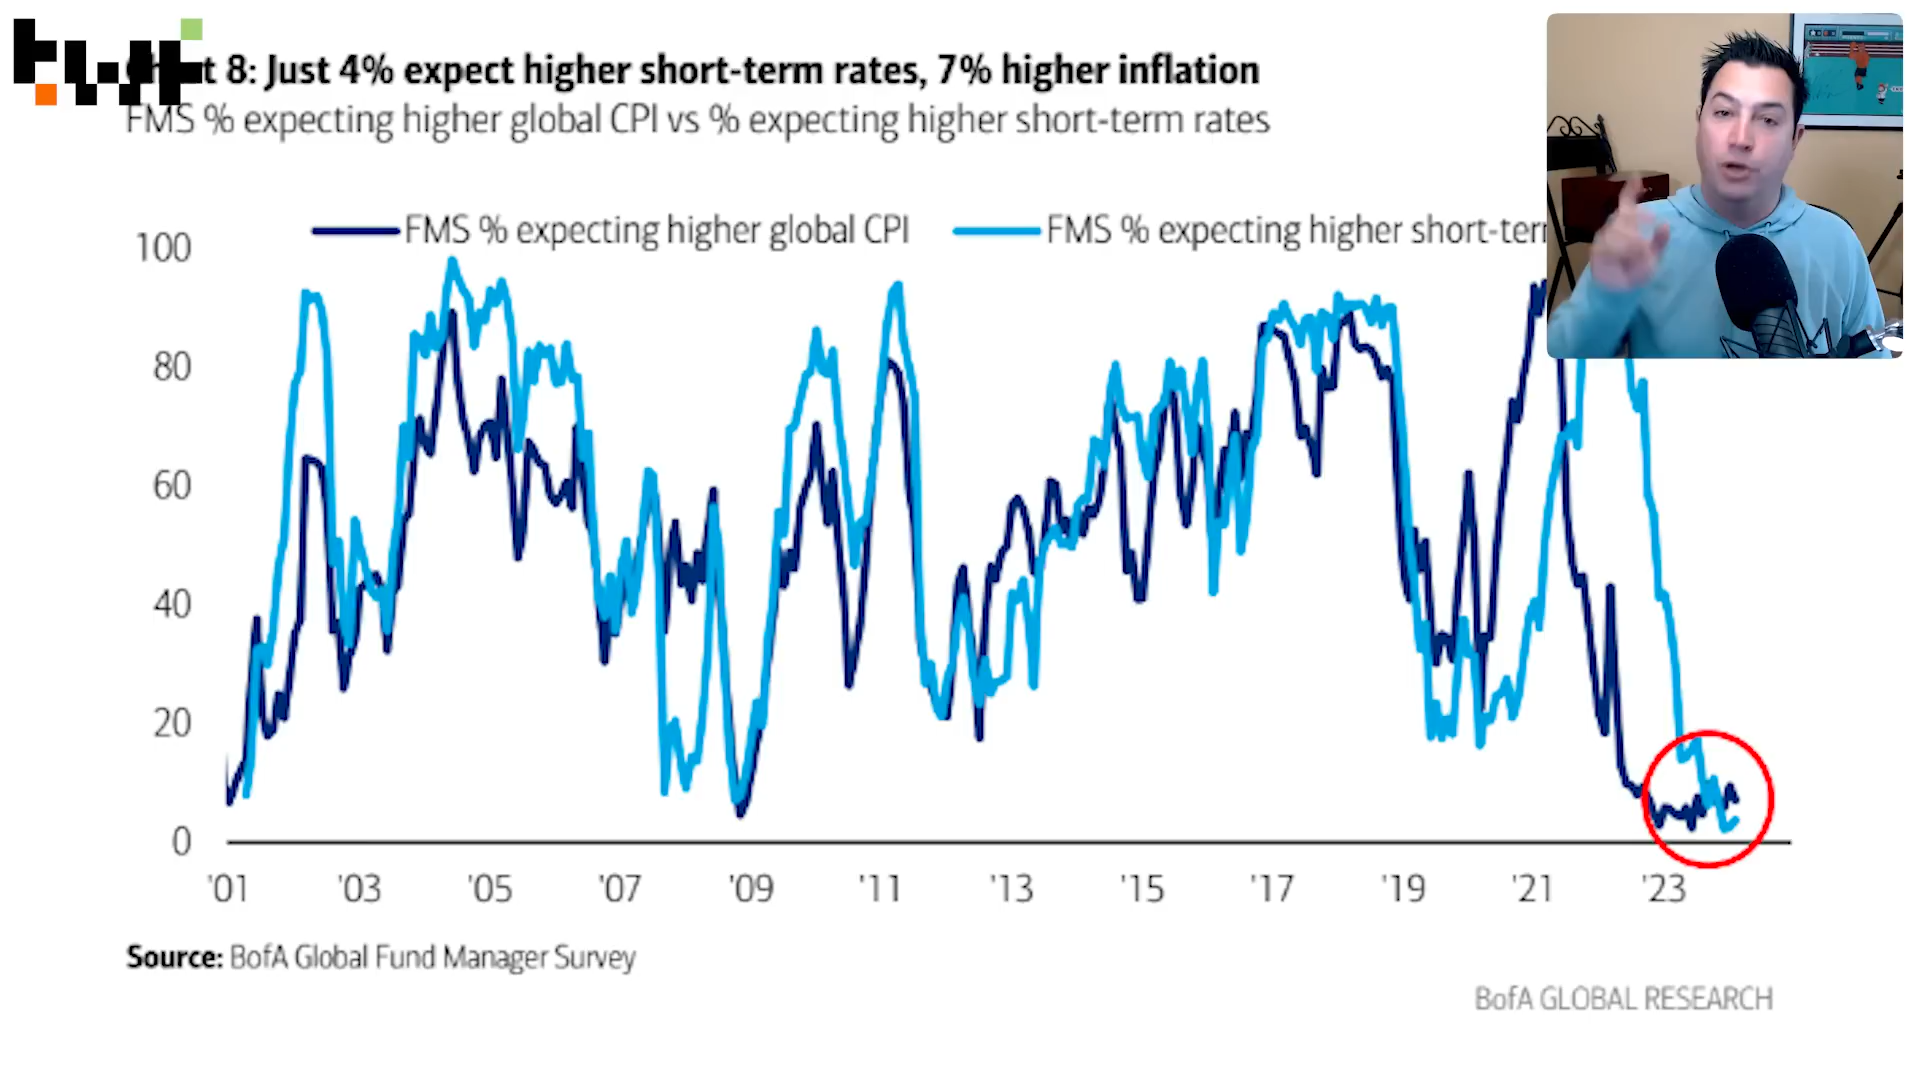 t 8: Just 4% expect higher short-term rates, 7% higher inflation
FMS % expecting higher global CPI vs % expecting higher short-term rates
FMS % expecting higher global CPI
FMS % expecting higher short-ter
100
80
60
40
20
0
'01 '03 '05 '07 '09 '11 '13 '15 '17 '19 '21 '23
Source: BofA Global Fund Manager Survey
BofA GLOBAL RESEARCH